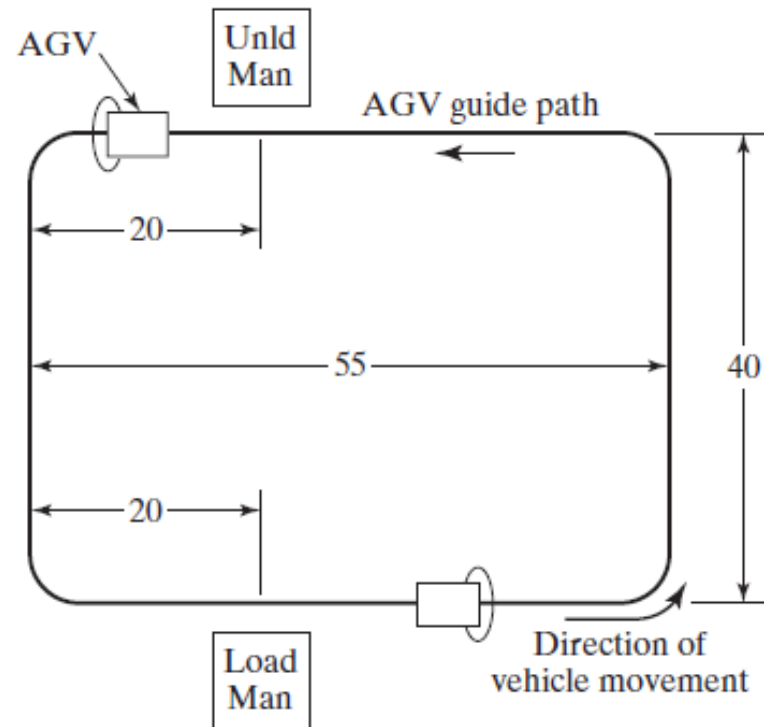 AGV
Unld
Man
AGV guide path
20
55
40
20
Load
Man
Direction of
vehicle movement